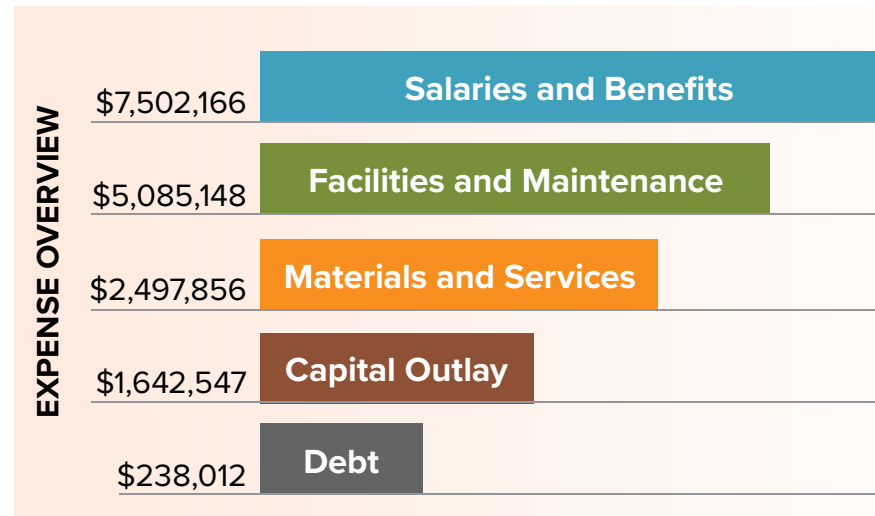 EXPENSE OVERVIEW
$7,502,166 Salaries and Benefits
$5,085,148 Facilities and Maintenance
$2,497,856 Materials and Services
$1,642,547 Capital Outlay
$238,012 Debt